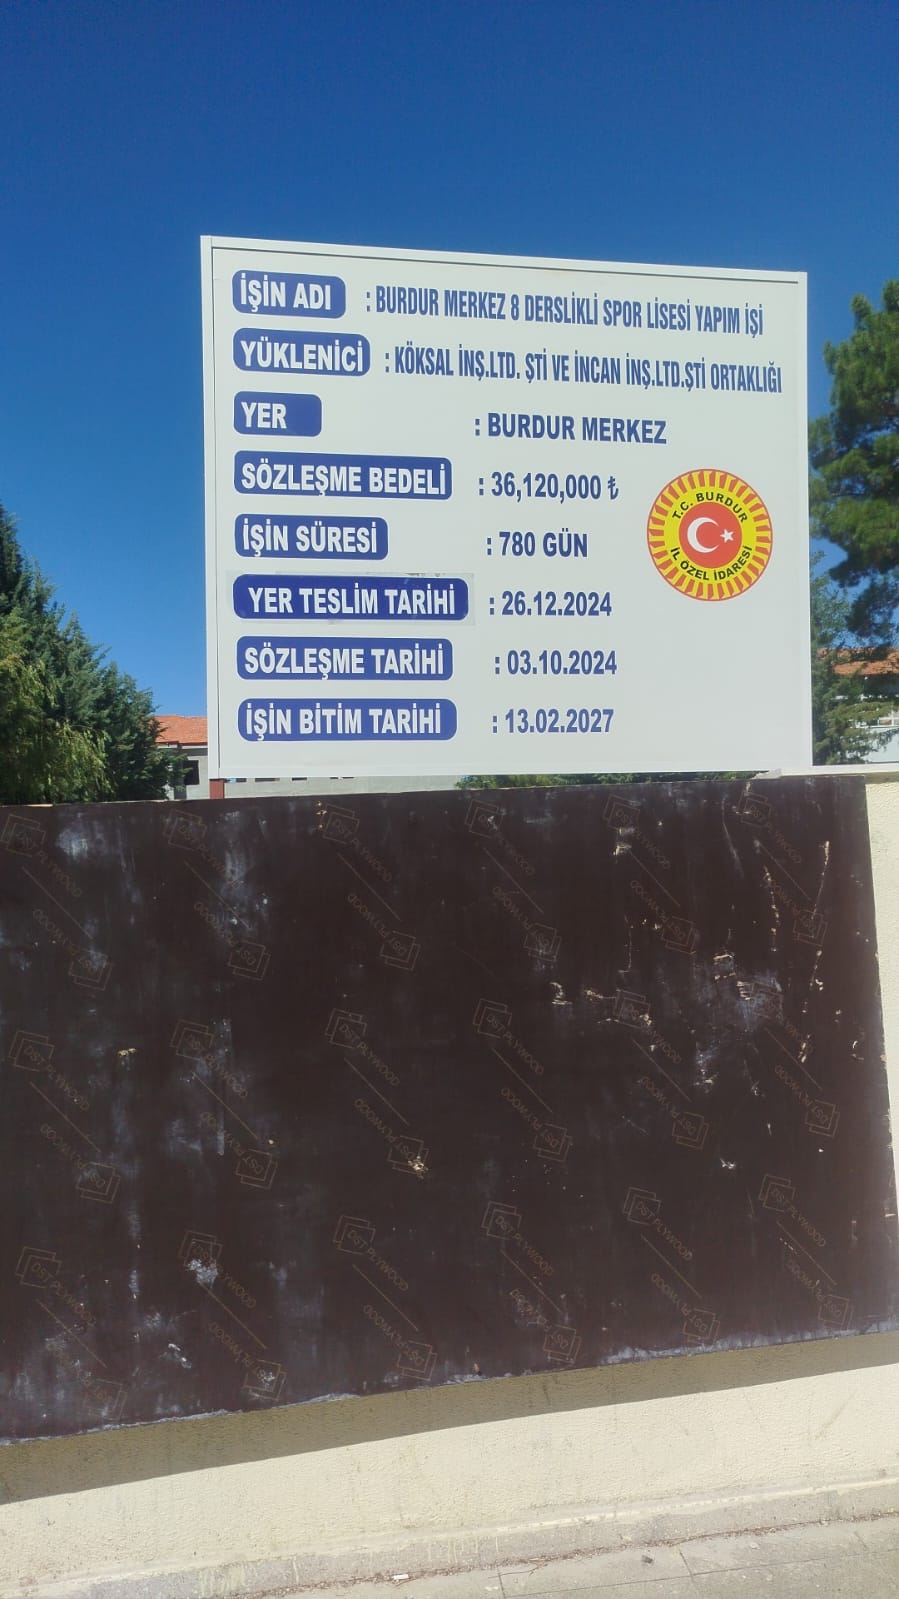 İŞİN ADI : BURDUR MERKEZ 8 DERSLİKLİ SPOR LİSESİ YAPIM İŞİ
YÜKLENİCİ : KÖKSAL İNŞ.LTD. ŞTİ VE İNCAN İNŞ.LTD.ŞTİ ORTAKLIĞI
YER : BURDUR MERKEZ
SÖZLEŞME BEDELİ : 36,120,000 ₺
İŞİN SÜRESİ : 780 GÜN
YER TESLİM TARİHİ : 26.12.2024
SÖZLEŞME TARİHİ : 03.10.2024
İŞİN BİTİM TARİHİ : 13.02.2027
T.C. BURDUR
İL ÖZEL İDARESİ
DST PLYWOOD